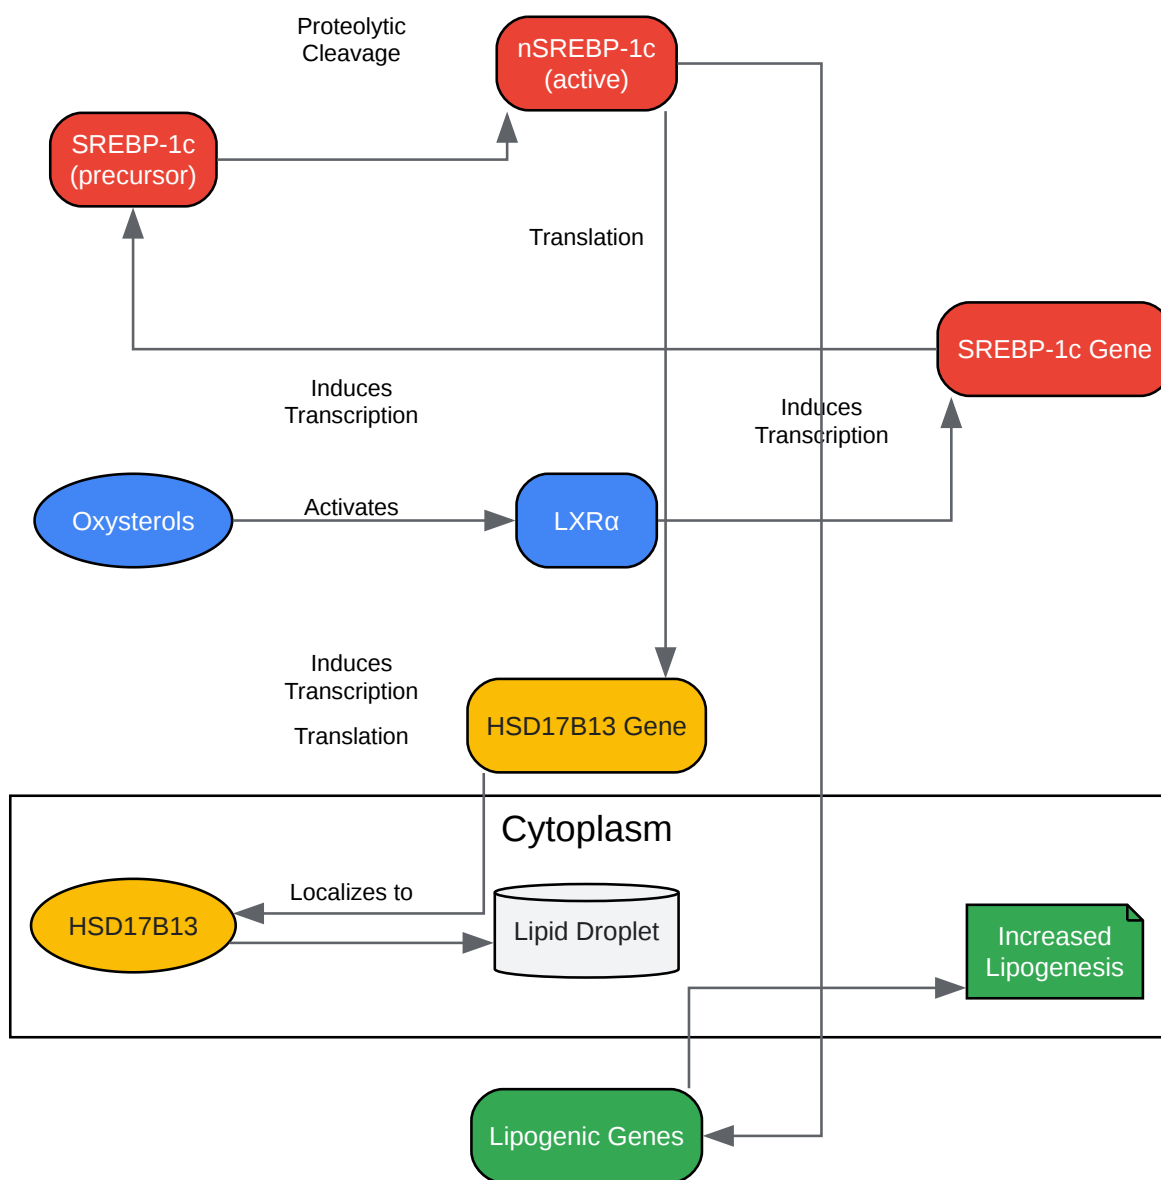 Proteolytic
Cleavage
nSREBP-1c
(active)
SREBP-1c
(precursor)
Translation
SREBP-1c Gene
Induces
Transcription
Induces
Transcription
Oxysterols
Activates
LXRα
Induces
Transcription
Translation
HSD17B13 Gene
Cytoplasm
HSD17B13
Localizes to
Lipid Droplet
Increased
Lipogenesis
Lipogenic Genes